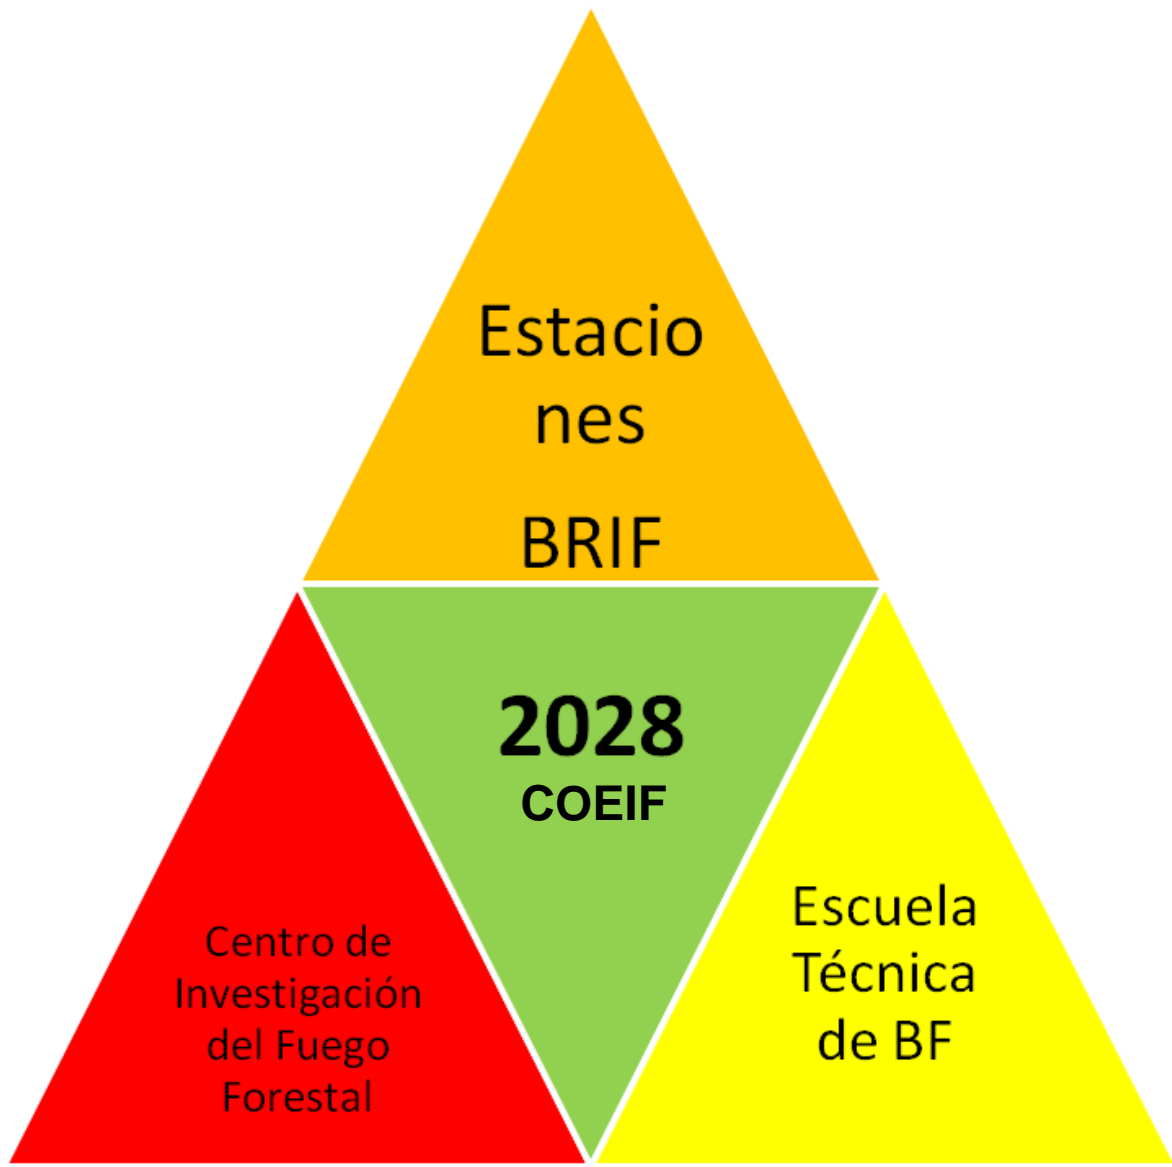 Estacio
nes
BRIF
2028
COEIF
Centro de
Investigación
del Fuego
Forestal
Escuela
Técnica
de BF